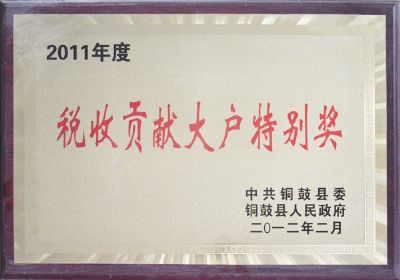 2011年度
税收贡献大户特别奖
中共铜鼓县委
铜鼓县人民政府
二〇一二年二月